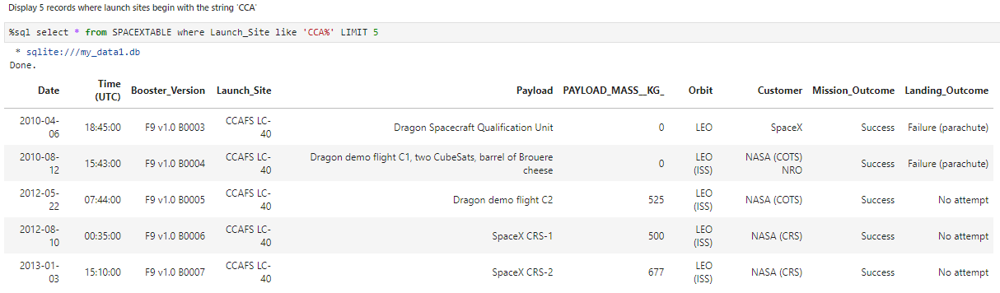 Display 5 records where launch sites begin with the string 'CCA'
%sql select * from SPACEXTABLE where Launch_Site like 'CCA%' LIMIT 5
* sqlite:///my_data1.db
Done.
Date Time (UTC) Booster_Version Launch_Site Payload PAYLOAD_MASS__KG_ Orbit Customer Mission_Outcome Landing_Outcome
2010-04-06 18:45:00 F9 v1.0 B0003 CCAFS LC-40 Dragon Spacecraft Qualification Unit 0 LEO SpaceX Success Failure (parachute)
2010-08-12 15:43:00 F9 v1.0 B0004 CCAFS LC-40 Dragon demo flight C1, two CubeSats, barrel of Brouere cheese 0 LEO (ISS) NASA (COTS) NRO Success Failure (parachute)
2012-05-22 07:44:00 F9 v1.0 B0005 CCAFS LC-40 Dragon demo flight C2 525 LEO (ISS) NASA (COTS) Success No attempt
2012-08-10 00:35:00 F9 v1.0 B0006 CCAFS LC-40 SpaceX CRS-1 500 LEO (ISS) NASA (CRS) Success No attempt
2013-01-03 15:10:00 F9 v1.0 B0007 CCAFS LC-40 SpaceX CRS-2 677 LEO (ISS) NASA (CRS) Success No attempt